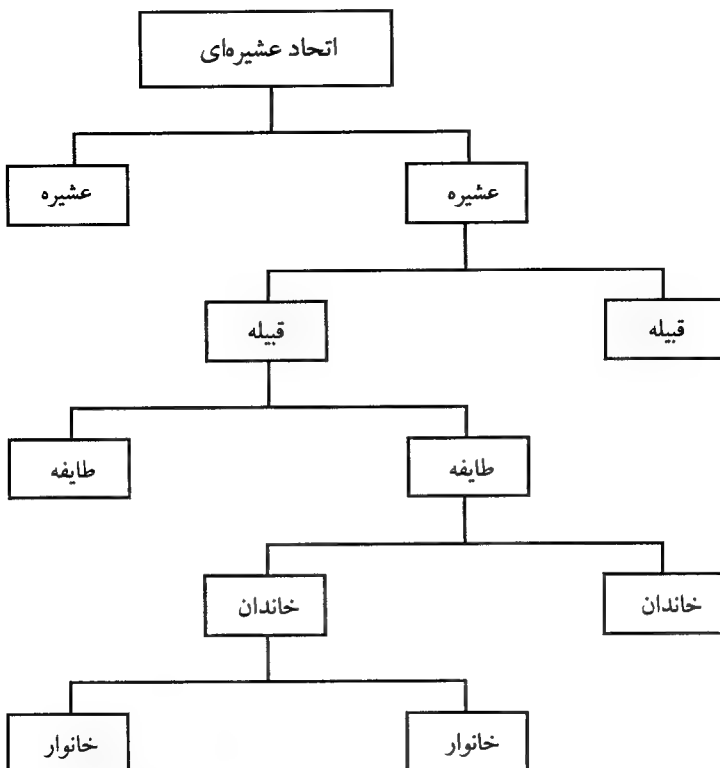 اتحاد عشیره‌ای
عشیره
عشیره
قبیله
قبیله
طایفه
طایفه
خاندان
خاندان
خانوار
خانوار